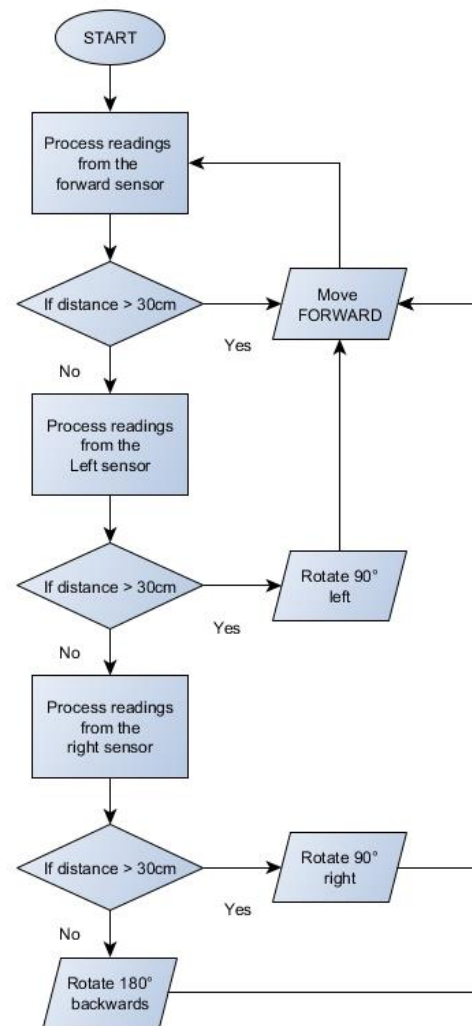 START
Process readings
from the
forward sensor
If distance > 30cm
Yes
Move
FORWARD
No
Process readings
from the
Left sensor
If distance > 30cm
Yes
Rotate 90°
left
No
Process readings
from the
right sensor
If distance > 30cm
Yes
Rotate 90°
right
No
Rotate 180°
backwards